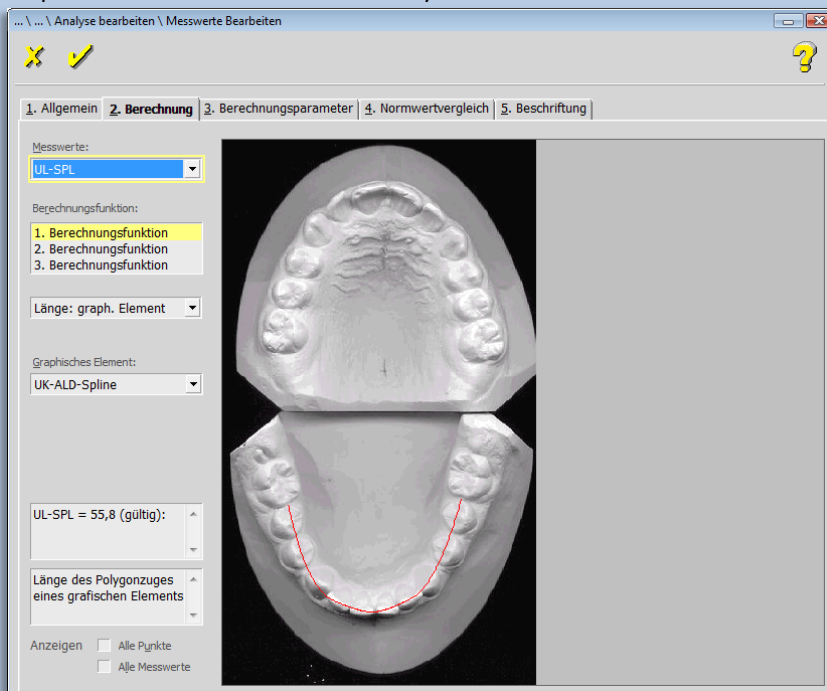 ... \ ... \ Analyse bearbeiten \ Messwerte Bearbeiten
1. Allgemein 2. Berechnung 3. Berechnungsparameter 4. Normwertvergleich 5. Beschriftung
Messwerte:
UL-SPL
Berechnungsfunktion:
1. Berechnungsfunktion
2. Berechnungsfunktion
3. Berechnungsfunktion
Länge: graph. Element
Graphisches Element:
UK-ALD-Spline
UL-SPL = 55,8 (gültig):
Länge des Polygonzuges
eines grafischen Elements
Anzeigen Alle Punkte
Alle Messwerte